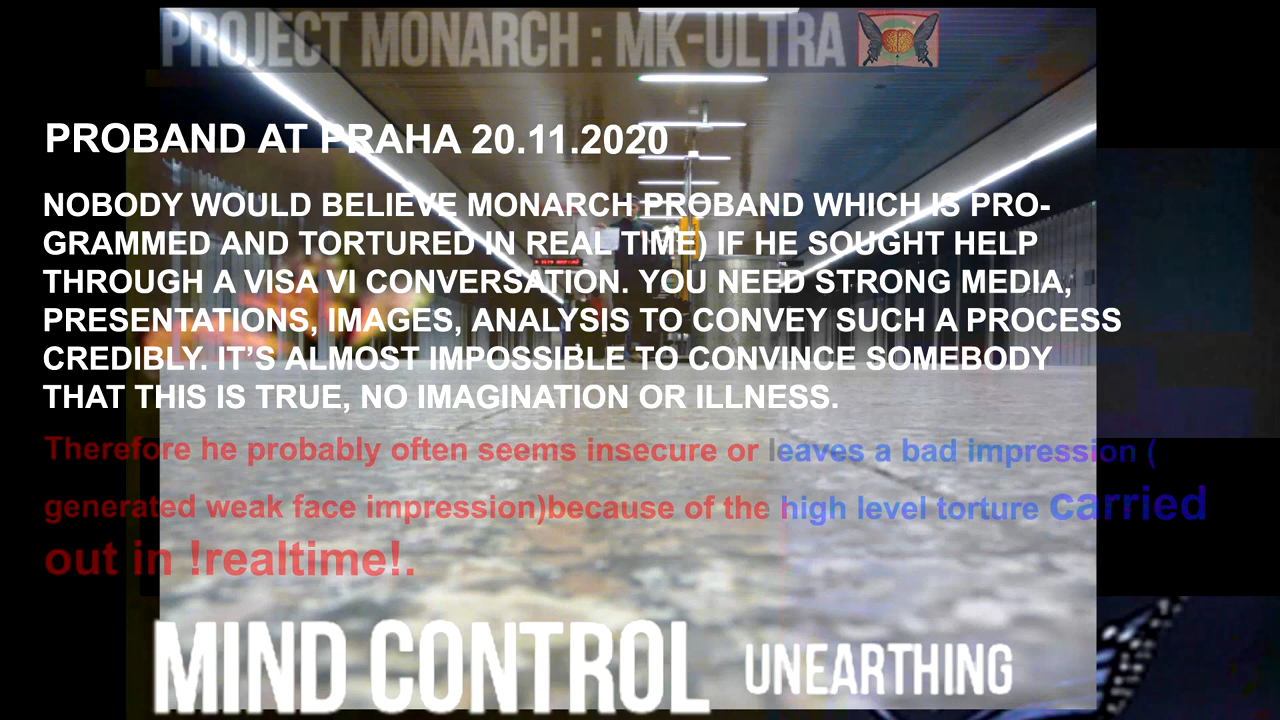 PROJECT MONARCH : MK-ULTRA
PROBAND AT PRAHA 20.11.2020
NOBODY WOULD BELIEVE MONARCH PROBAND WHICH IS PRO-
GRAMMED AND TORTURED IN REAL TIME) IF HE SOUGHT HELP
THROUGH A VISA VI CONVERSATION. YOU NEED STRONG MEDIA,
PRESENTATIONS, IMAGES, ANALYSIS TO CONVEY SUCH A PROCESS
CREDIBLY. IT’S ALMOST IMPOSSIBLE TO CONVINCE SOMEBODY
THAT THIS IS TRUE, NO IMAGINATION OR ILLNESS.
Therefore he probably often seems insecure or leaves a bad impression (
generated weak face impression)because of the high level torture carried
out in !realtime!.
MIND CONTROL UNEARTHING